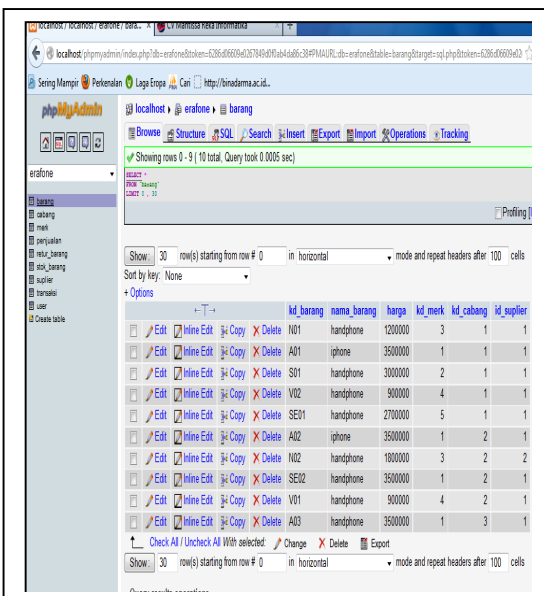 localhost / localhost / erafone / bara...
CV Mantissa Reka Informatika
localhost/phpmyadmin/index.php?db=erafone&token=6286d06609e0267849d0f0ab4da86c38#PMAURL:db=erafone&table=barang&target=sql.php&token=6286d06609e02
Sering Mampir Perkenalan Laga Eropa Cari http://binadarma.ac.id...
phpMyAdmin
erafone
barang
cabang
merk
penjualan
retur_barang
stok_barang
suplier
transaksi
user
Create table
localhost ▸ erafone ▸ barang
Browse Structure SQL Search Insert Export Import Operations Tracking
Showing rows 0 - 9 ( 10 total, Query took 0.0005 sec)
SELECT *
FROM `barang`
LIMIT 0 , 30
Profiling [
Show: 30 row(s) starting from row # 0 in horizontal mode and repeat headers after 100 cells
Sort by key: None
+ Options
←T→ kd_barang nama_barang harga kd_merk kd_cabang id_suplier
Edit Inline Edit Copy Delete N01 handphone 1200000 3 1 1
Edit Inline Edit Copy Delete A01 iphone 3500000 1 1 1
Edit Inline Edit Copy Delete S01 handphone 3000000 2 1 1
Edit Inline Edit Copy Delete V02 handphone 900000 4 1 1
Edit Inline Edit Copy Delete SE01 handphone 2700000 5 1 1
Edit Inline Edit Copy Delete A02 iphone 3500000 1 2 1
Edit Inline Edit Copy Delete N02 handphone 1800000 3 2 2
Edit Inline Edit Copy Delete SE02 handphone 3500000 1 2 1
Edit Inline Edit Copy Delete V01 handphone 900000 4 2 1
Edit Inline Edit Copy Delete A03 handphone 3500000 1 3 1
Check All / Uncheck All With selected: Change Delete Export
Show: 30 row(s) starting from row # 0 in horizontal mode and repeat headers after 100 cells